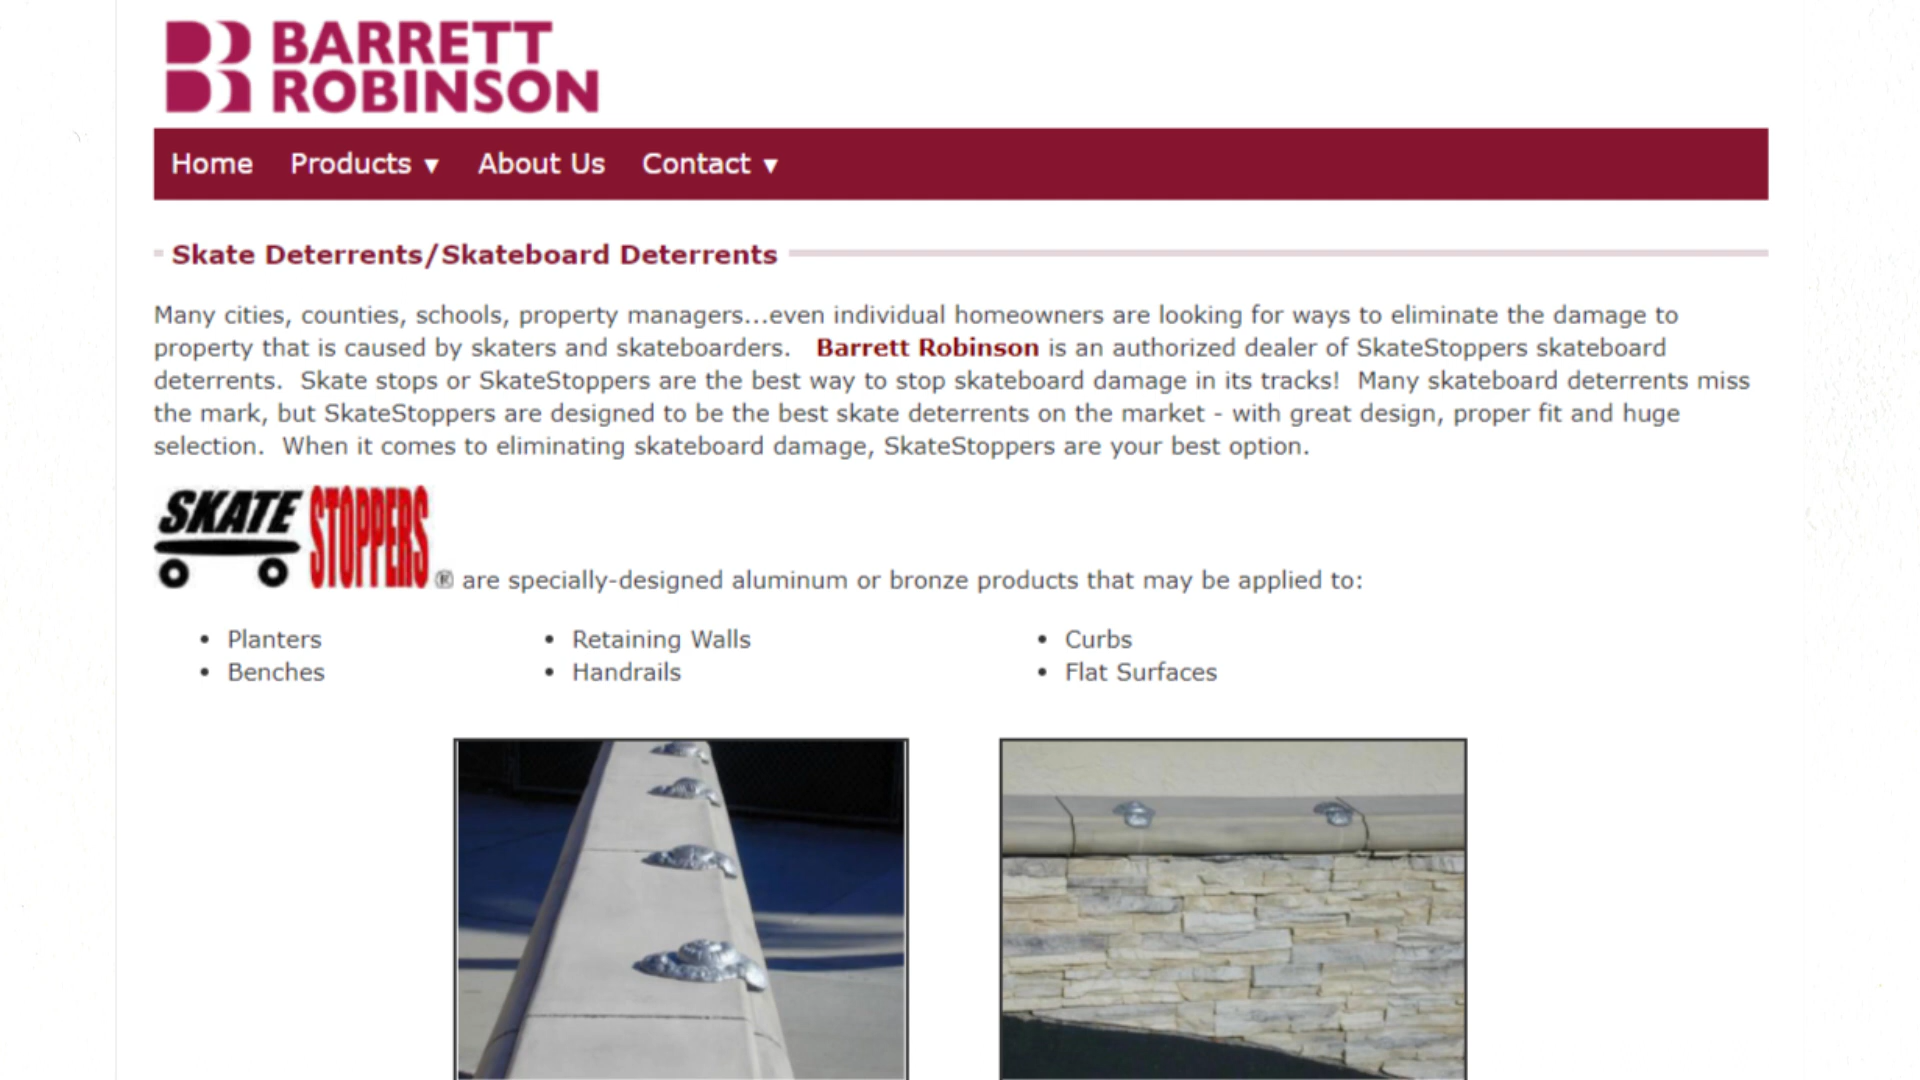 BARRETT
ROBINSON
Home Products ▼ About Us Contact ▼
Skate Deterrents/Skateboard Deterrents
Many cities, counties, schools, property managers...even individual homeowners are looking for ways to eliminate the damage to
property that is caused by skaters and skateboarders. Barrett Robinson is an authorized dealer of SkateStoppers skateboard
deterrents. Skate stops or SkateStoppers are the best way to stop skateboard damage in its tracks! Many skateboard deterrents miss
the mark, but SkateStoppers are designed to be the best skate deterrents on the market - with great design, proper fit and huge
selection. When it comes to eliminating skateboard damage, SkateStoppers are your best option.
SKATE STOPPERS ® are specially-designed aluminum or bronze products that may be applied to:
• Planters • Retaining Walls • Curbs
• Benches • Handrails • Flat Surfaces